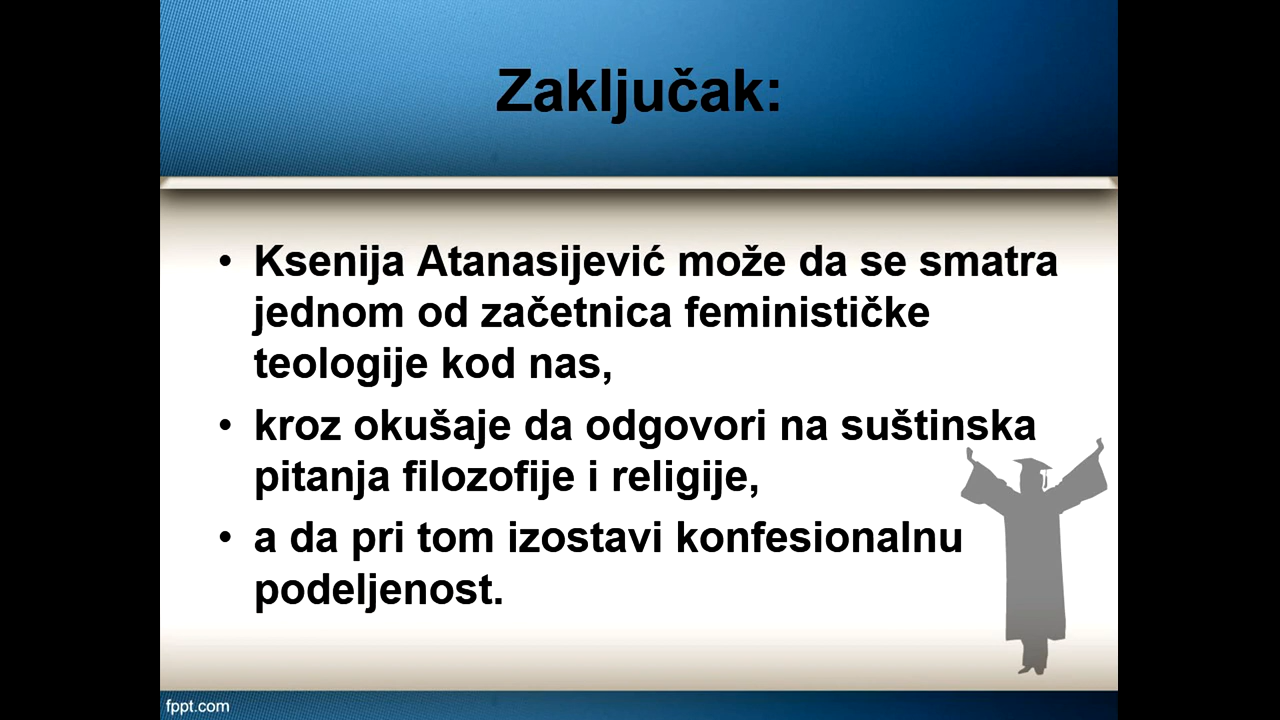 Zaključak:
• Ksenija Atanasijević može da se smatra
jednom od začetnica feminističke
teologije kod nas,
• kroz okušaje da odgovori na suštinska
pitanja filozofije i religije,
• a da pri tom izostavi konfesionalnu
podeljenost.
fppt.com